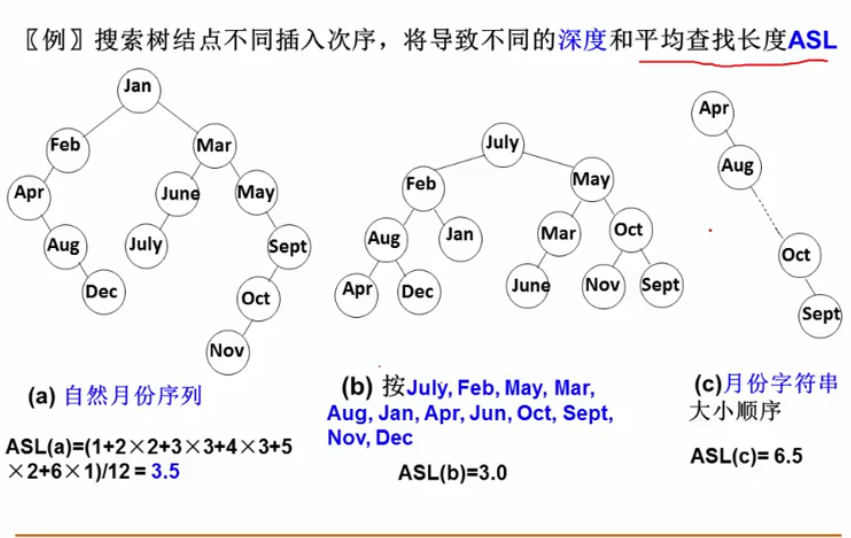 〖例〗搜索树结点不同插入次序，将导致不同的深度和平均查找长度ASL
Jan
Feb
Mar
Apr
June
May
Aug
July
Sept
Dec
Oct
Nov
(a) 自然月份序列
ASL(a)=(1+2×2+3×3+4×3+5
×2+6×1)/12 = 3.5
July
Feb
May
Aug
Jan
Mar
Oct
Apr
Dec
June
Nov
Sept
(b) 按July, Feb, May, Mar,
Aug, Jan, Apr, Jun, Oct, Sept,
Nov, Dec
ASL(b)=3.0
Apr
Aug
Oct
Sept
(c)月份字符串
大小顺序
ASL(c)= 6.5